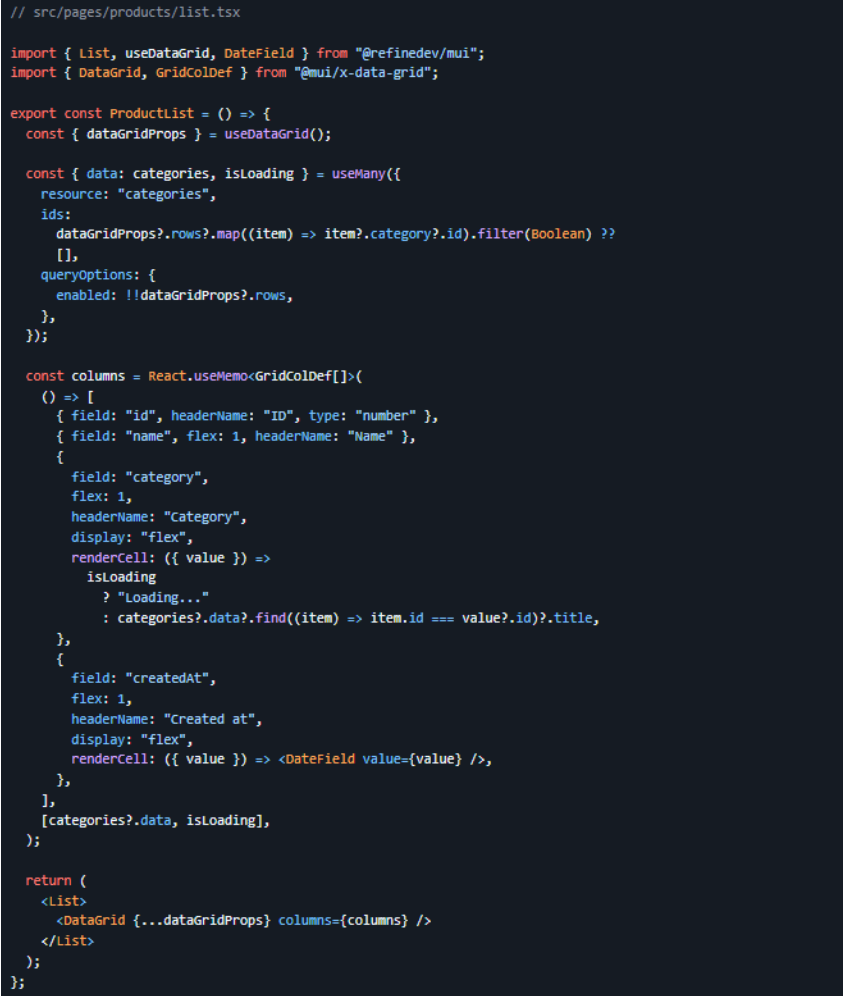 // src/pages/products/list.tsx

import { List, useDataGrid, DateField } from "@refinedev/mui";
import { DataGrid, GridColDef } from "@mui/x-data-grid";

export const ProductList = () => {
  const { dataGridProps } = useDataGrid();

  const { data: categories, isLoading } = useMany({
    resource: "categories",
    ids:
      dataGridProps?.rows?.map((item) => item?.category?.id).filter(Boolean) ??
      [],
    queryOptions: {
      enabled: !!dataGridProps?.rows,
    },
  });

  const columns = React.useMemo<GridColDef[]>(
    () => [
      { field: "id", headerName: "ID", type: "number" },
      { field: "name", flex: 1, headerName: "Name" },
      {
        field: "category",
        flex: 1,
        headerName: "Category",
        display: "flex",
        renderCell: ({ value }) =>
          isLoading
            ? "Loading..."
            : categories?.data?.find((item) => item.id === value?.id)?.title,
      },
      {
        field: "createdAt",
        flex: 1,
        headerName: "Created at",
        display: "flex",
        renderCell: ({ value }) => <DateField value={value} />,
      },
    ],
    [categories?.data, isLoading],
  );

  return (
    <List>
      <DataGrid {...dataGridProps} columns={columns} />
    </List>
  );
};